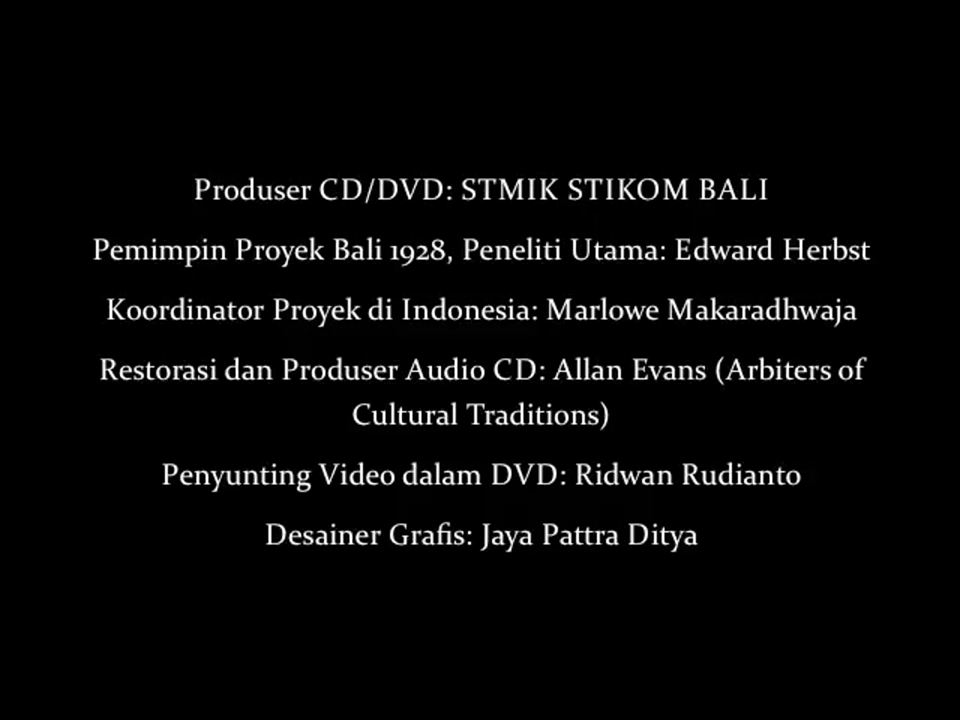 Produser CD/DVD: STMIK STIKOM BALI
Pemimpin Proyek Bali 1928, Peneliti Utama: Edward Herbst
Koordinator Proyek di Indonesia: Marlowe Makaradhwaja
Restorasi dan Produser Audio CD: Allan Evans (Arbiters of
Cultural Traditions)
Penyunting Video dalam DVD: Ridwan Rudianto
Desainer Grafis: Jaya Pattra Ditya